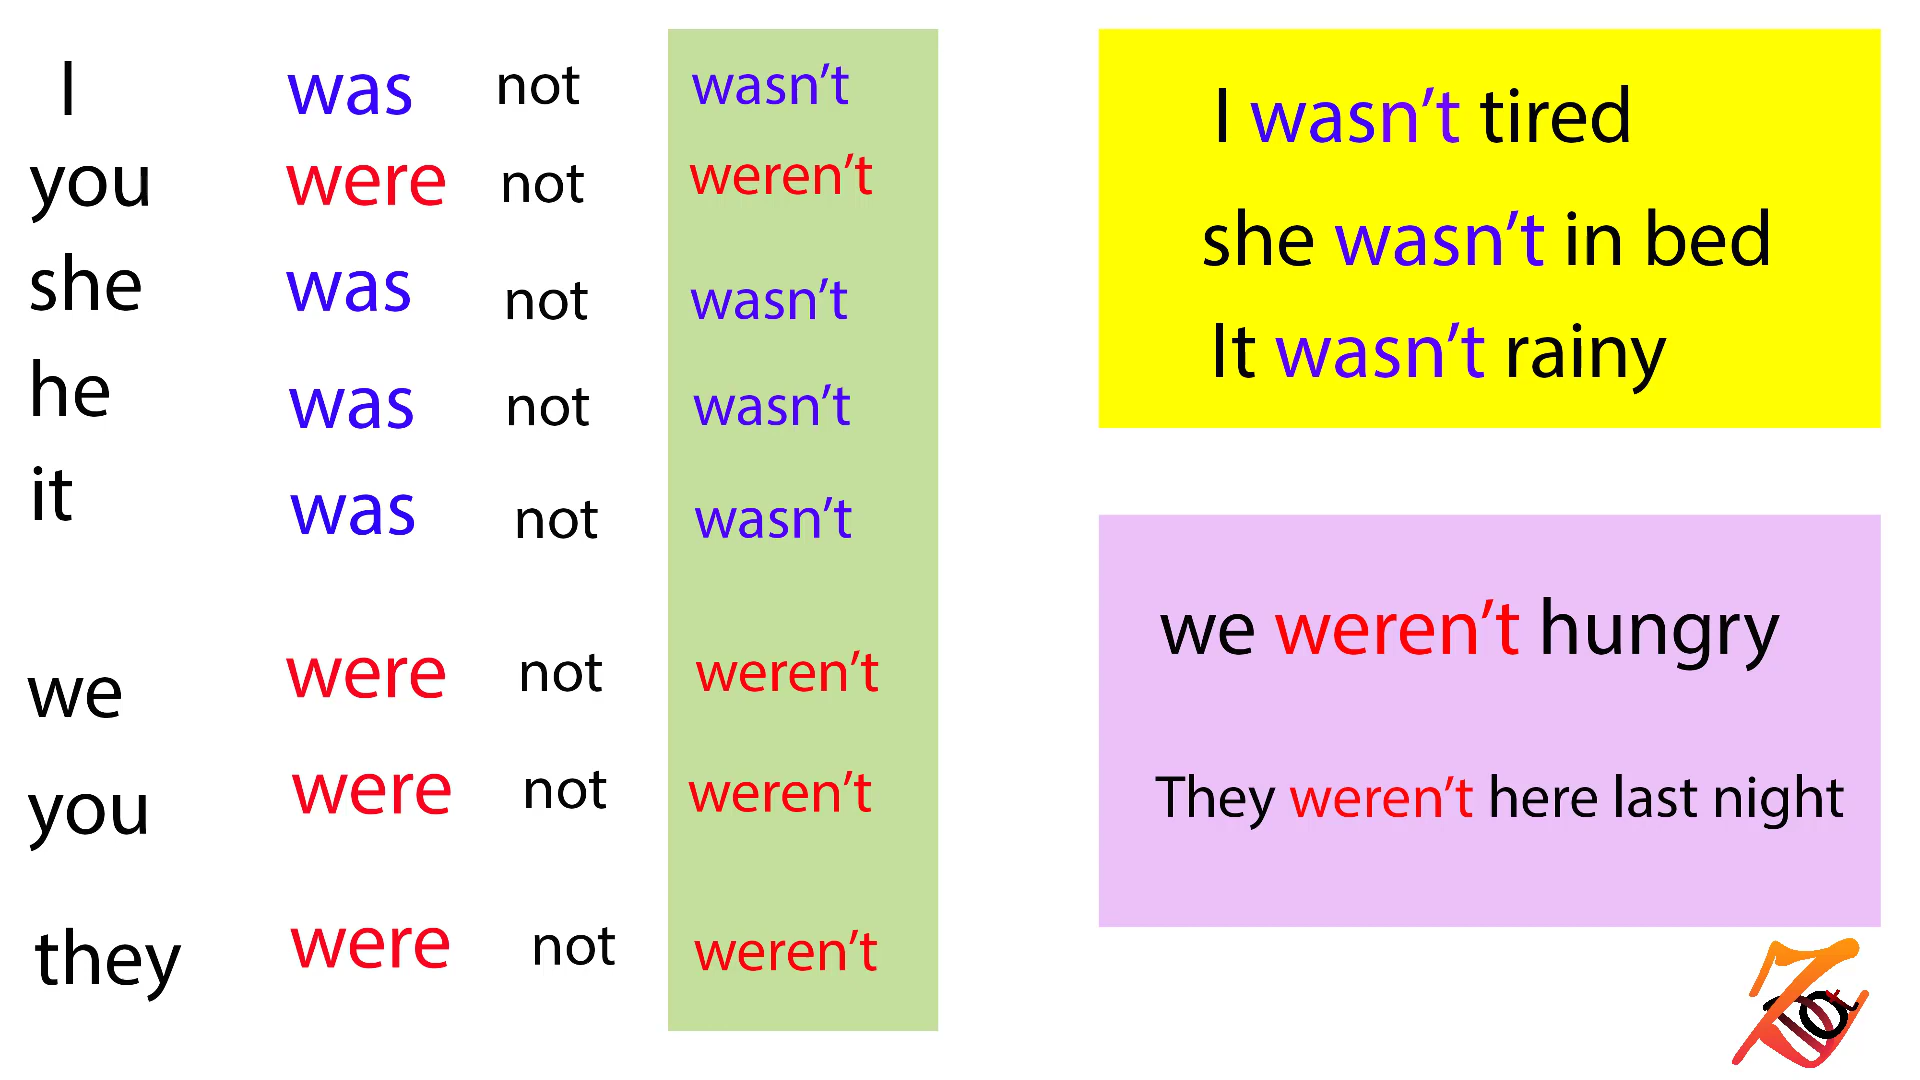 I was not wasn’t
you were not weren’t
she was not wasn’t
he was not wasn’t
it was not wasn’t
we were not weren’t
you were not weren’t
they were not weren’t
I wasn’t tired
she wasn’t in bed
It wasn’t rainy
we weren’t hungry
They weren’t here last night